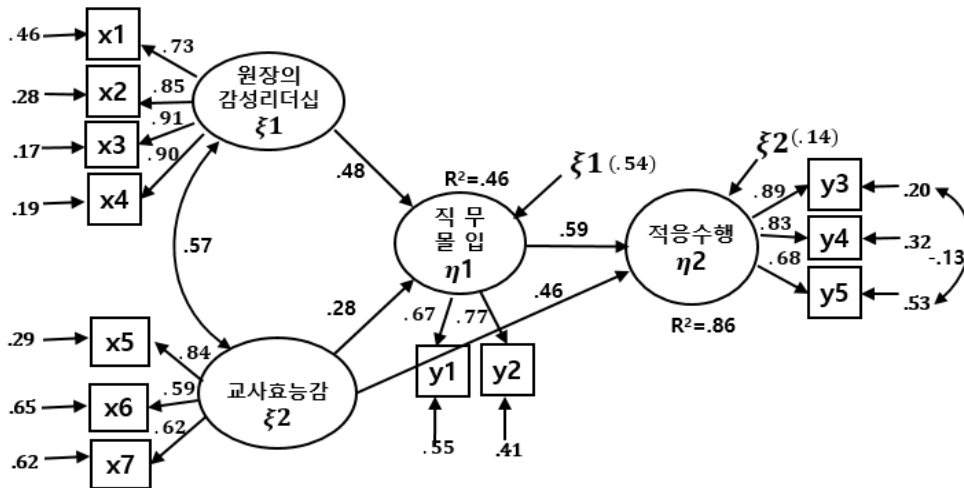 .46
x1
.73
.28
x2
.85
.17
x3
.91
.19
x4
.90
원장의
감성리더십
ξ1
.57
.48
R²=.46
ξ1(.54)
직 무
몰 입
η1
.59
ξ2(.14)
적응수행
η2
R²=.86
.89
y3
.20
.83
y4
.32
-.13
.68
y5
.53
.28
.46
.67
.77
y1
y2
.55
.41
.29
x5
.84
.65
x6
.59
.62
x7
.62
교사효능감
ξ2